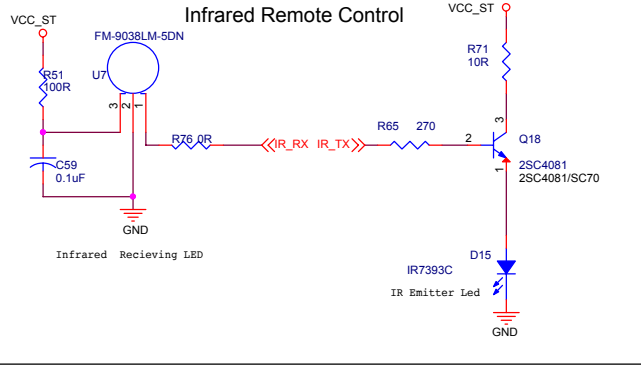 Infrared Remote Control
VCC_ST
VCC_ST
FM-9038LM-5DN
U7
R51
100R
3
2
1
R71
10R
R76 0R
IR_RX
IR_TX
R65 270
3
2
1
Q18
2SC4081
2SC4081/SC70
C59
0.1uF
GND
Infrared Recieving LED
D15
IR7393C
IR Emitter Led
GND